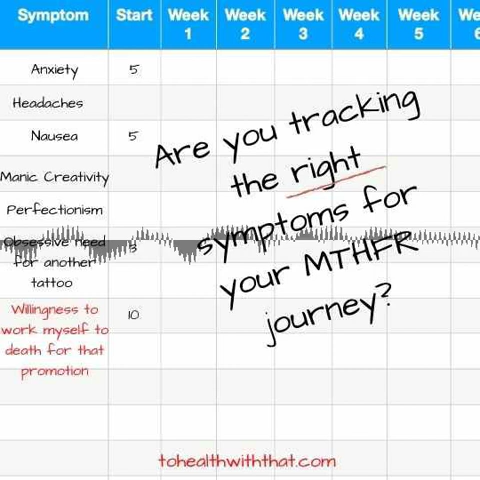 Symptom Start Week 1 Week 2 Week 3 Week 4 Week 5
Anxiety 5
Headaches
Nausea 5
Manic Creativity
Perfectionism
Obsessive need
for another
tattoo
Willingness to 10
work myself to
death for that
promotion
Are you tracking
the right
symptoms for
your MTHFR
journey?
tohealthwiththat.com